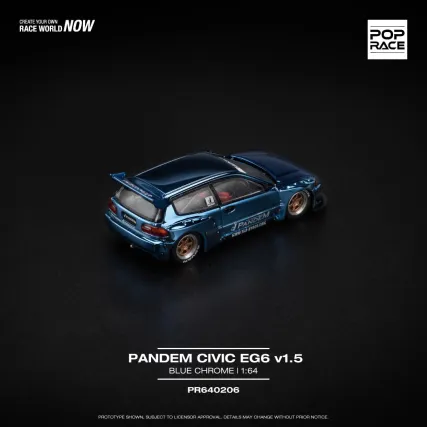 CREATE YOUR OWN
RACE WORLD NOW
POP
RACE
PANDEM
PANDEM CIVIC EG6 v1.5
BLUE CHROME | 1:64
PR640206
PROTOTYPE SHOWN, SUBJECT TO LICENSOR APPROVAL, DETAILS MAY CHANGE WITHOUT PRIOR NOTICE.